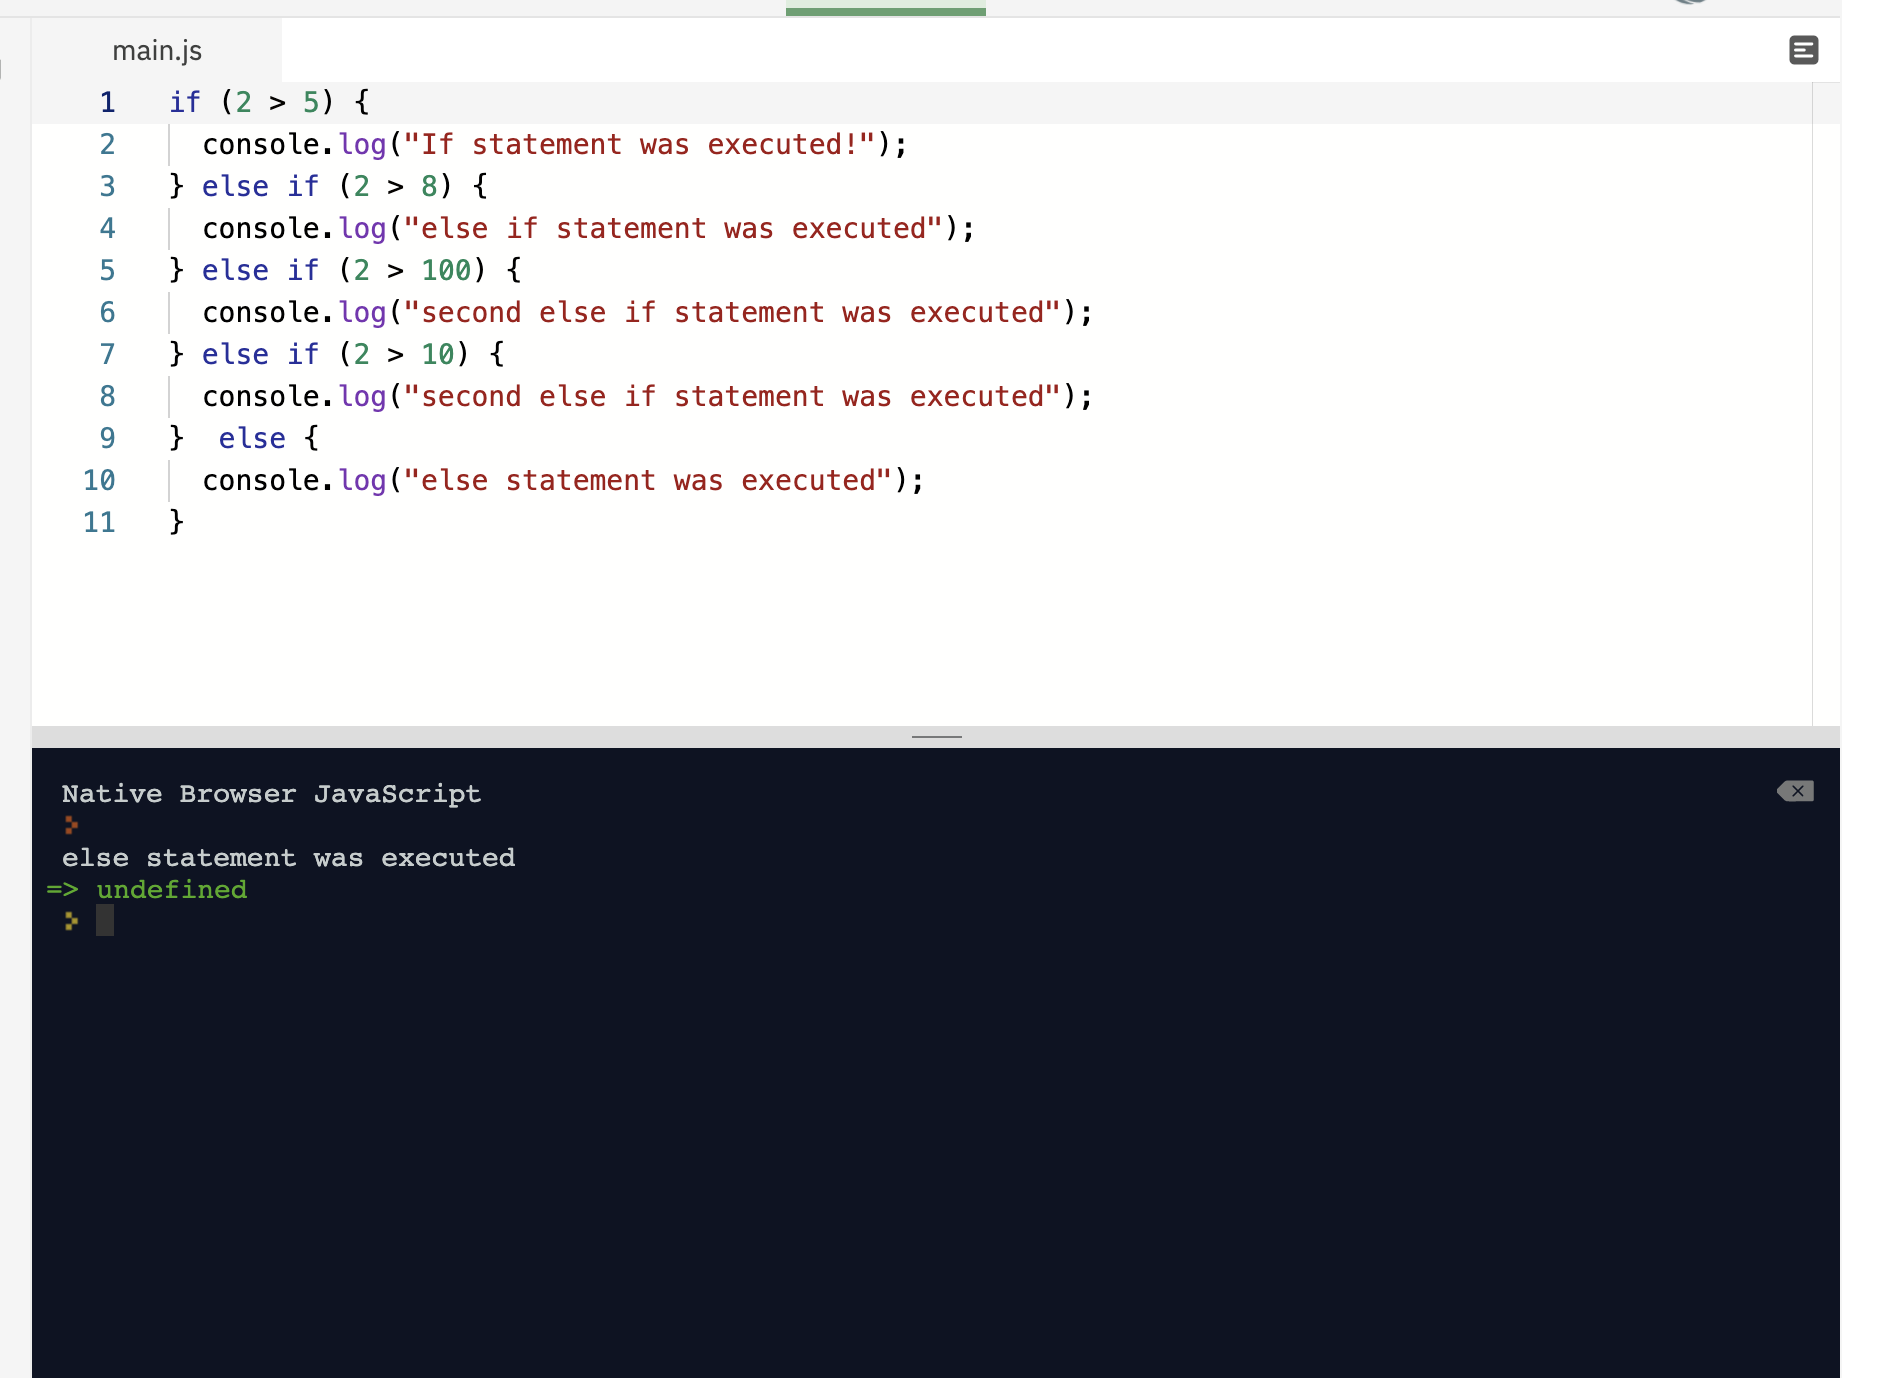 main.js
1 if (2 > 5) {
2   console.log("If statement was executed!");
3 } else if (2 > 8) {
4   console.log("else if statement was executed");
5 } else if (2 > 100) {
6   console.log("second else if statement was executed");
7 } else if (2 > 10) {
8   console.log("second else if statement was executed");
9 }  else {
10   console.log("else statement was executed");
11 }
Native Browser JavaScript
else statement was executed
=> undefined